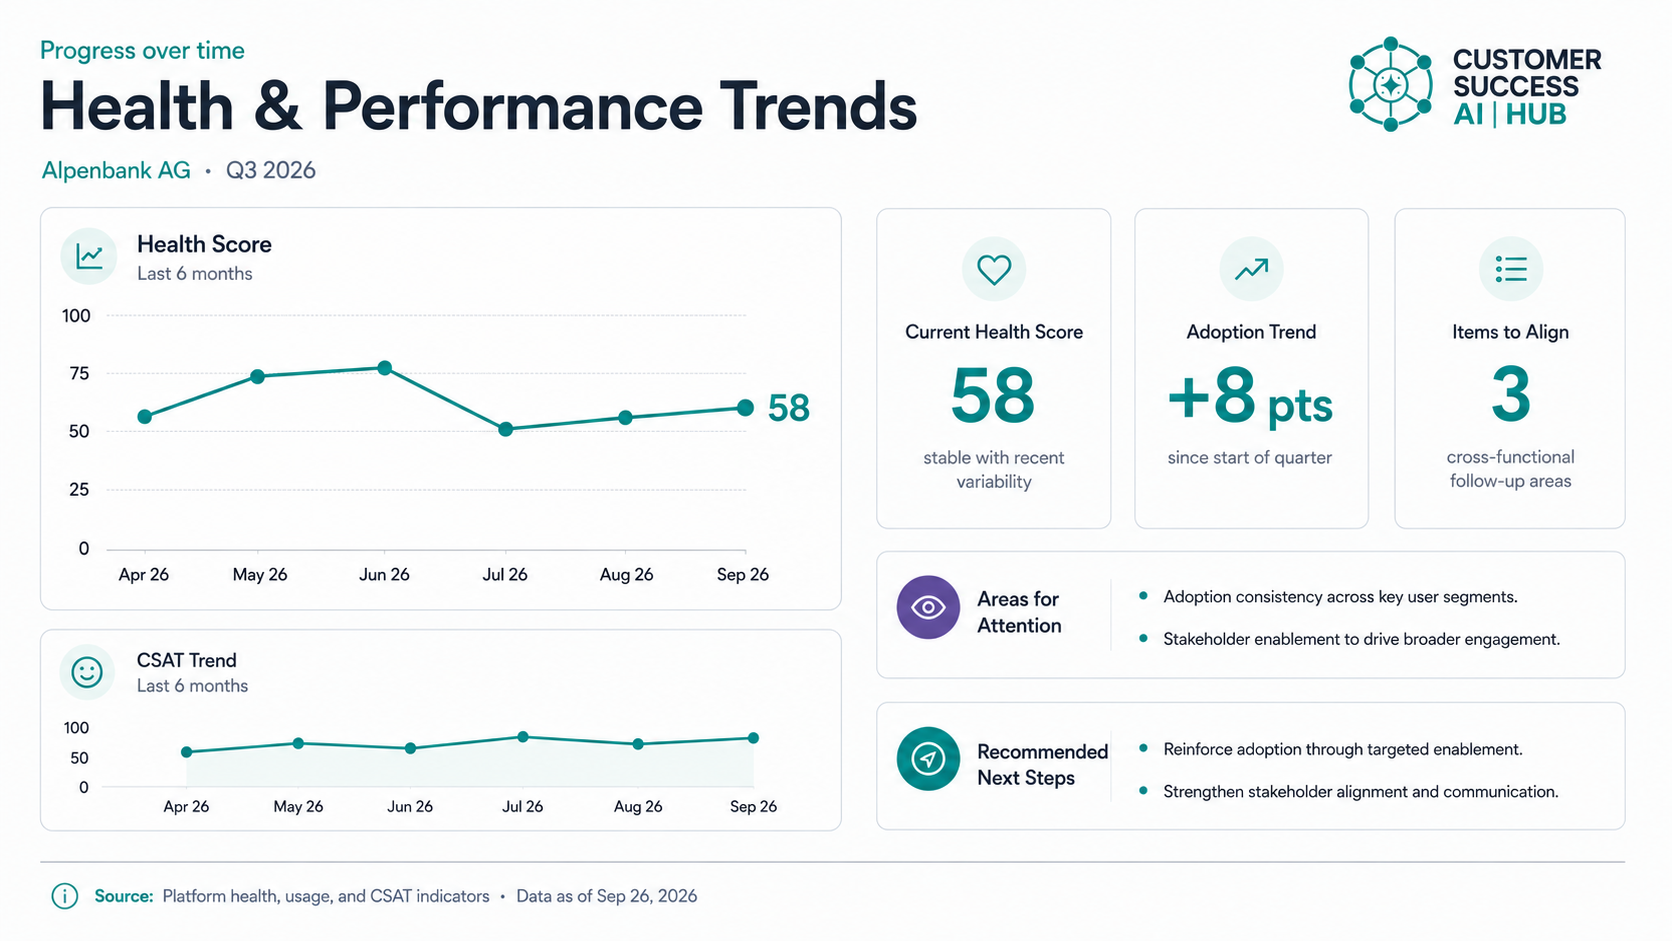 Progress over time
Health & Performance Trends
Alpenbank AG • Q3 2026
CUSTOMER
SUCCESS
AI | HUB
Health Score
Last 6 months
100
75
50
25
0
58
Apr 26 May 26 Jun 26 Jul 26 Aug 26 Sep 26
CSAT Trend
Last 6 months
100
50
0
Apr 26 May 26 Jun 26 Jul 26 Aug 26 Sep 26
Current Health Score
58
stable with recent
variability
Adoption Trend
+8 pts
since start of quarter
Items to Align
3
cross-functional
follow-up areas
Areas for
Attention
• Adoption consistency across key user segments.
• Stakeholder enablement to drive broader engagement.
Recommended
Next Steps
• Reinforce adoption through targeted enablement.
• Strengthen stakeholder alignment and communication.
Source: Platform health, usage, and CSAT indicators • Data as of Sep 26, 2026